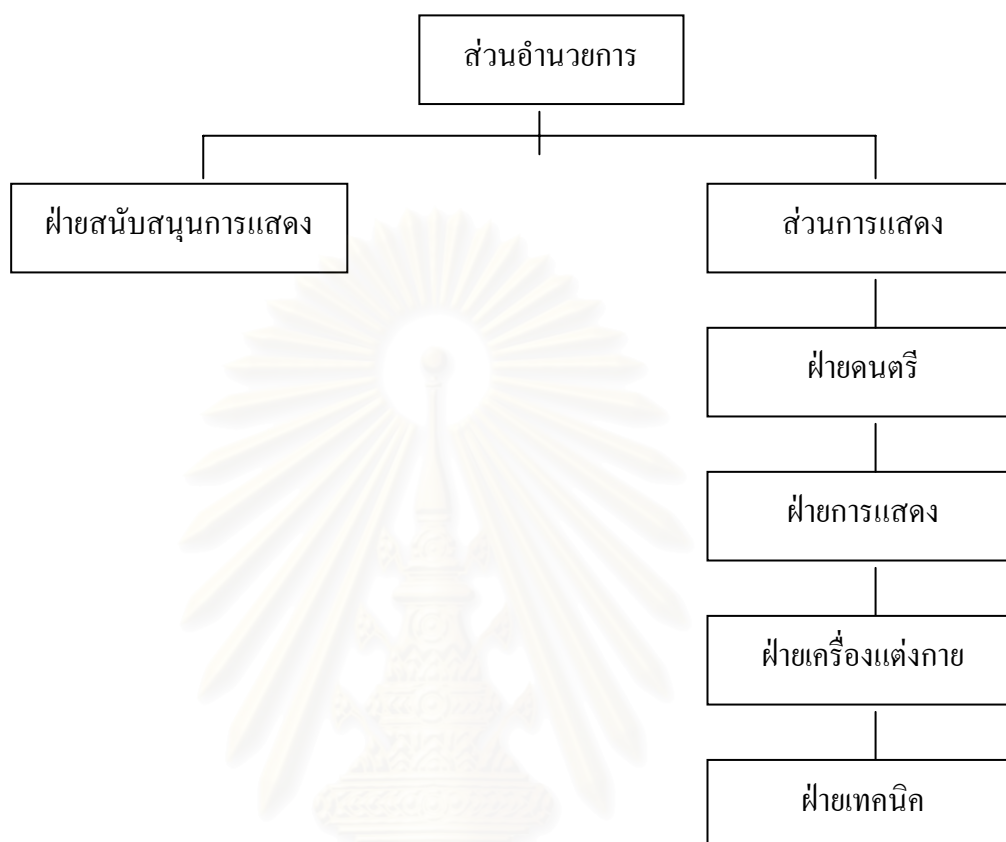 ส่วนอำนวยการ
ฝ่ายสนับสนุนการแสดง
ส่วนการแสดง
ฝ่ายดนตรี
ฝ่ายการแสดง
ฝ่ายเครื่องแต่งกาย
ฝ่ายเทคนิค